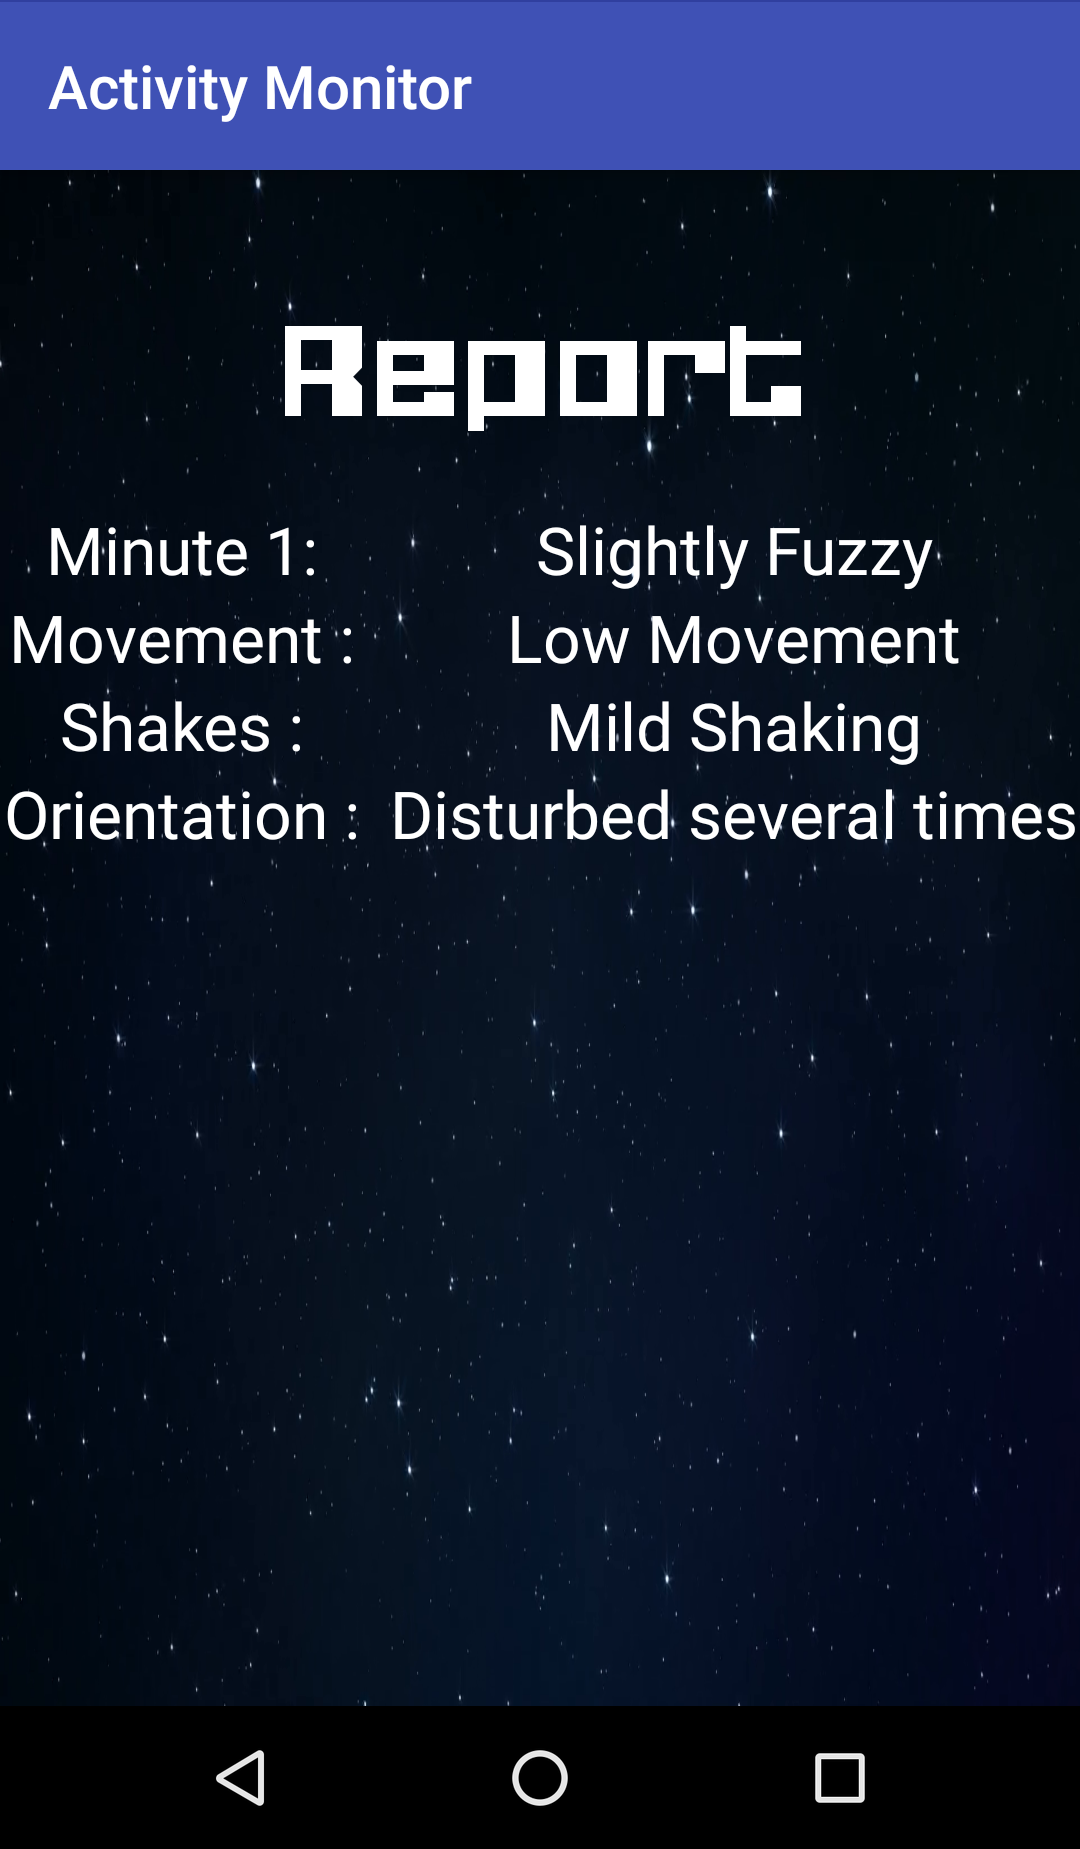 Activity Monitor
Report
Minute 1: Slightly Fuzzy
Movement : Low Movement
Shakes : Mild Shaking
Orientation : Disturbed several times